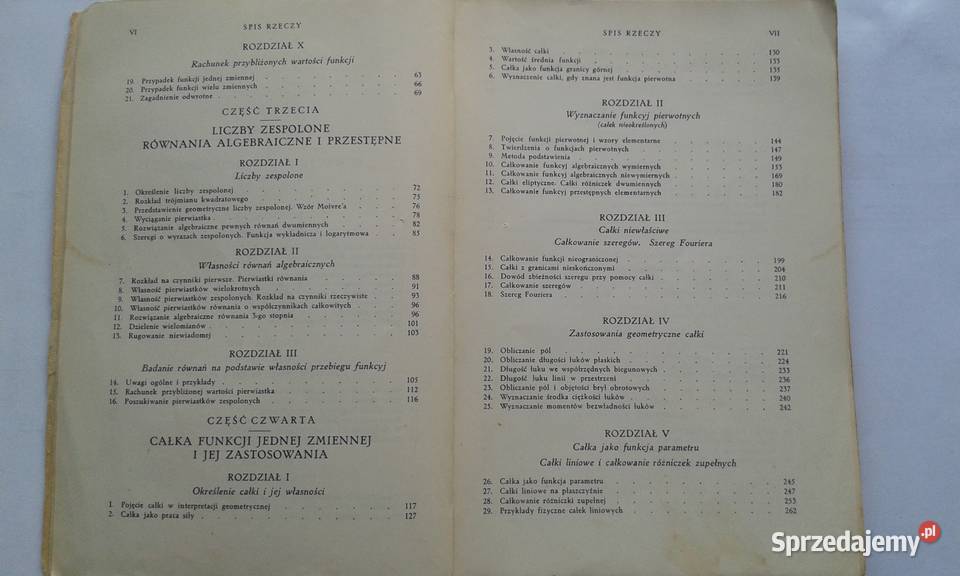 VI SPIS RZECZY
ROZDZIAŁ X
Rachunek przybliżonych wartości funkcji
19. Przypadek funkcji jednej zmiennej . . . . 63
20. Przypadek funkcji wielu zmiennych . . . . 66
21. Zagadnienie odwrotne . . . . 69
CZĘŚĆ TRZECIA
LICZBY ZESPOLONE
RÓWNANIA ALGEBRAICZNE I PRZESTĘPNE
ROZDZIAŁ I
Liczby zespolone
1. Określenie liczby zespolonej . . . . 72
2. Rozkład trójmianu kwadratowego . . . . 75
3. Przedstawienie geometryczne liczby zespolonej. Wzór Moivre'a . 76
4. Wyciąganie pierwiastka . . . . 78
5. Rozwiązanie algebraiczne pewnych równań dwumiennych . . . . 82
6. Szeregi o wyrazach zespolonych. Funkcja wykładnicza i logarytmowa . 85
ROZDZIAŁ II
Własności równań algebraicznych
7. Rozkład na czynniki pierwsze. Pierwiastki równania . . . . 88
8. Własność pierwiastków wielokrotnych . . . . 91
9. Własność pierwiastków zespolonych. Rozkład na czynniki rzeczywiste . 93
10. Własność pierwiastków równania o współczynnikach całkowitych . . 96
11. Rozwiązanie algebraiczne równania 3-go stopnia . . . . 96
12. Dzielenie wielomianów . . . . 101
13. Rugowanie niewiadomej . . . . 103
ROZDZIAŁ III
Badanie równań na podstawie własności przebiegu funkcyj
14. Uwagi ogólne i przykłady . . . . 105
15. Rachunek przybliżonej wartości pierwiastka . . . . 112
16. Poszukiwanie pierwiastków zespolonych . . . . 116
CZĘŚĆ CZWARTA
CAŁKA FUNKCJI JEDNEJ ZMIENNEJ
I JEJ ZASTOSOWANIA
ROZDZIAŁ I
Określenie całki i jej własności
1. Pojęcie całki w interpretacji geometrycznej . . . . 117
2. Całka jako praca siły . . . . 127
SPIS RZECZY VII
3. Własność całki . . . . 130
4. Wartość średnia funkcji . . . . 133
5. Całka jako funkcja granicy górnej . . . . 135
6. Wyznaczenie całki, gdy znana jest funkcja pierwotna . . . . 139
ROZDZIAŁ II
Wyznaczanie funkcyj pierwotnych
(całek nieokreślonych)
7. Pojęcie funkcji pierwotnej i wzory elementarne . . . . 144
8. Twierdzenia o funkcjach pierwotnych . . . . 147
9. Metoda podstawienia . . . . 149
10. Całkowanie funkcyj algebraicznych wymiernych . . . . 153
11. Całkowanie funkcyj algebraicznych niewymiernych . . . . 169
12. Całki eliptyczne. Całki różniczek dwumiennych . . . . 180
13. Całkowanie funkcyj przestępnych elementarnych . . . . 182
ROZDZIAŁ III
Całki niewłaściwe
Całkowanie szeregów. Szereg Fouriera
14. Całkowanie funkcji nieograniczonej . . . . 199
15. Całki z granicami nieskończonymi . . . . 204
16. Dowód zbieżności szeregu przy pomocy całki . . . . 210
17. Całkowanie szeregów . . . . 211
18. Szereg Fouriera . . . . 216
ROZDZIAŁ IV
Zastosowania geometryczne całki
19. Obliczanie pól . . . . 221
20. Obliczanie długości łuków płaskich . . . . 224
21. Długość łuku we współrzędnych biegunowych . . . . 233
22. Długość łuku linii w przestrzeni . . . . 236
23. Obliczanie pól i objętości brył obrotowych . . . . 237
24. Wyznaczanie środka ciężkości łuków . . . . 240
25. Wyznaczanie momentów bezwładności łuków . . . . 242
ROZDZIAŁ V
Całka jako funkcja parametru
Całki liniowe i całkowanie różniczek zupełnych
26. Całka jako funkcja parametru . . . . 245
27. Całki liniowe na płaszczyźnie . . . . 247
28. Całkowanie różniczki zupełnej . . . . 253
29. Przykłady fizyczne całek liniowych . . . . 262
Sprzedajemy.pl